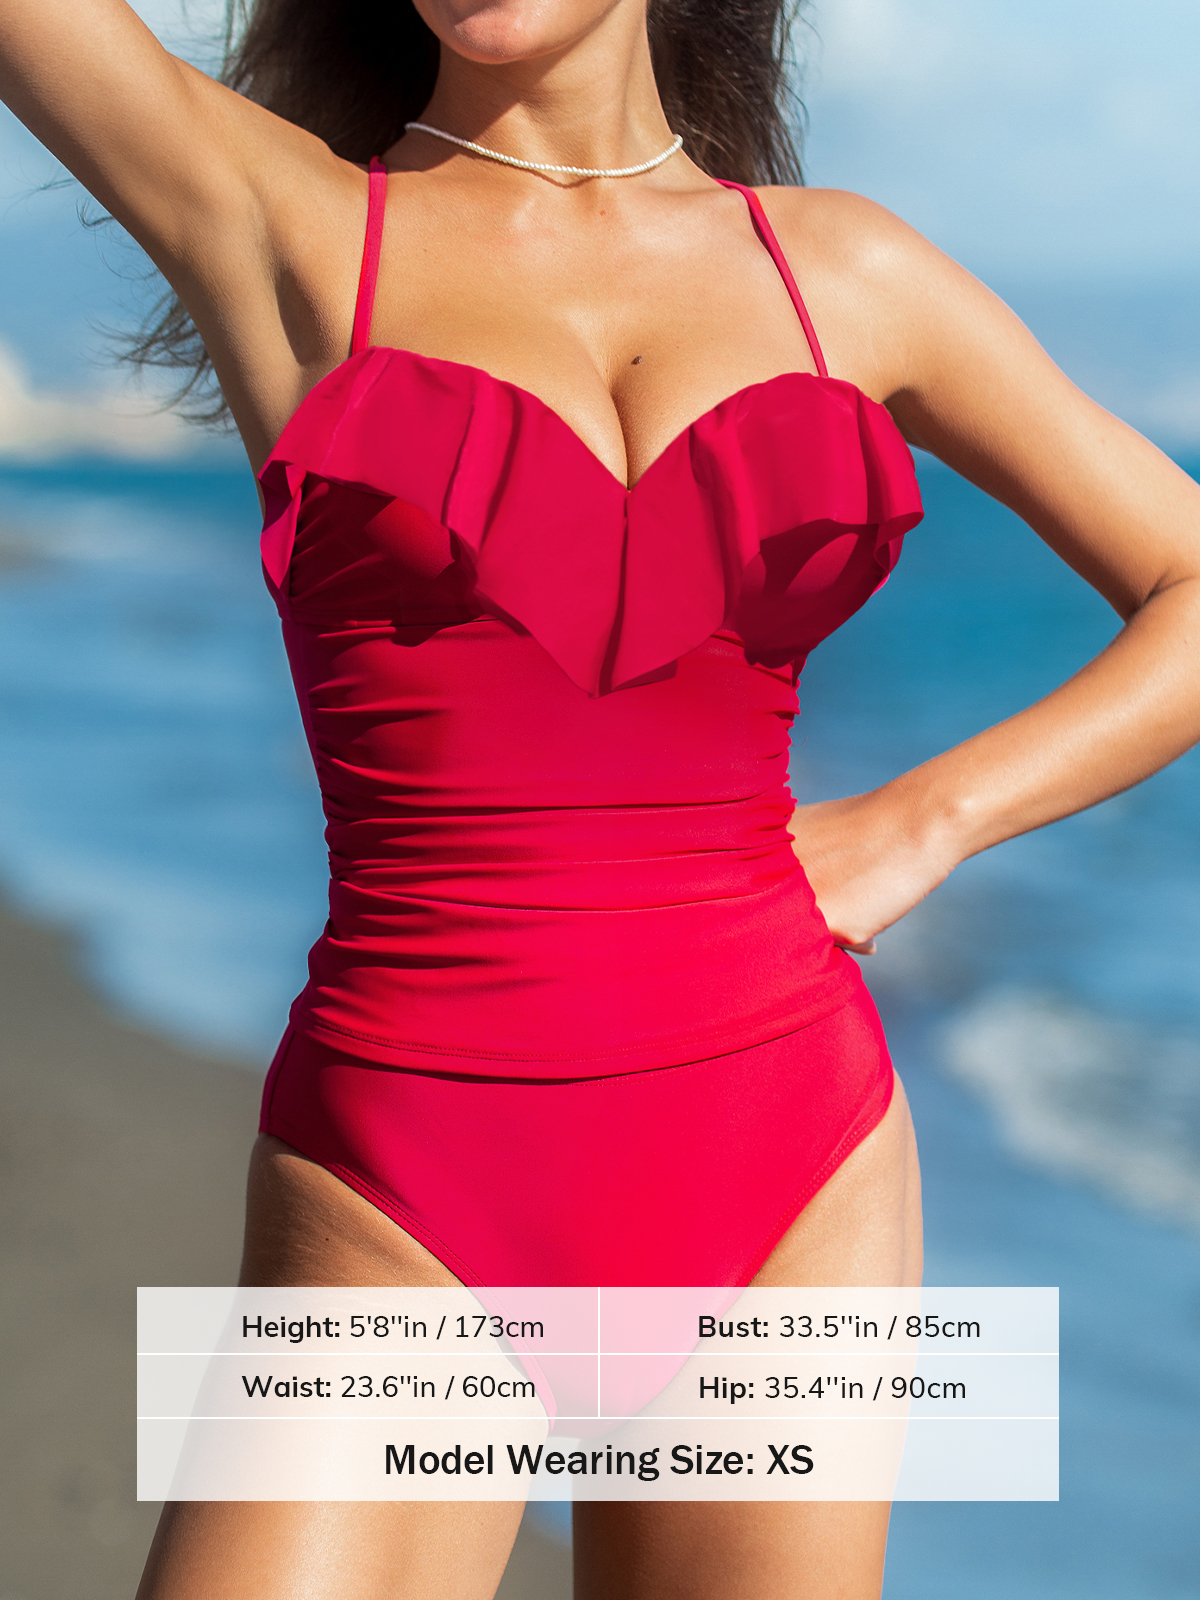 Height: 5'8''in / 173cm
Bust: 33.5''in / 85cm
Waist: 23.6''in / 60cm
Hip: 35.4''in / 90cm
Model Wearing Size: XS